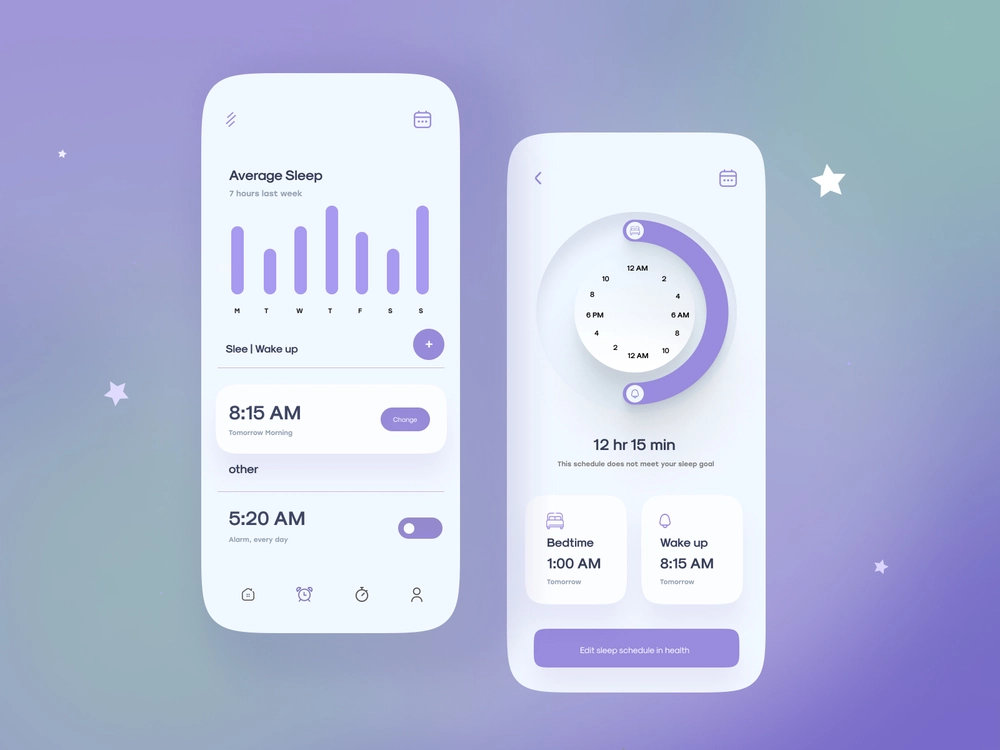 Average Sleep
7 hours last week
M T W T F S S
Slee | Wake up
+
8:15 AM
Change
Tomorrow Morning
other
5:20 AM
Alarm, every day
12 AM
10 2
8 4
6 PM 6 AM
4 8
2 10
12 AM
12 hr 15 min
This schedule does not meet your sleep goal
Bedtime
1:00 AM
Tomorrow
Wake up
8:15 AM
Tomorrow
Edit sleep schedule in health